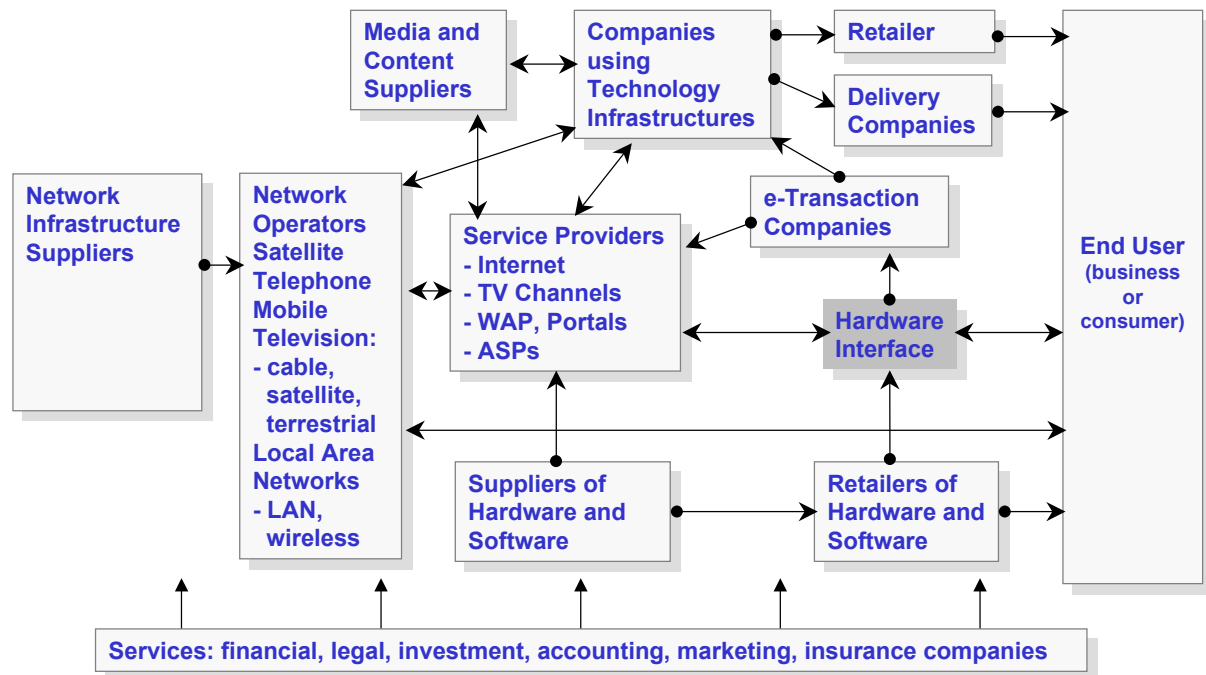 Media and
Content
Suppliers
Companies
using
Technology
Infrastructures
Retailer
Delivery
Companies
Network
Infrastructure
Suppliers
Network
Operators
Satellite
Telephone
Mobile
Television:
- cable,
satellite,
terrestrial
Local Area
Networks
- LAN,
wireless
Service Providers
- Internet
- TV Channels
- WAP, Portals
- ASPs
e-Transaction
Companies
Hardware
Interface
End User
(business
or
consumer)
Suppliers of
Hardware and
Software
Retailers of
Hardware and
Software
Services: financial, legal, investment, accounting, marketing, insurance companies